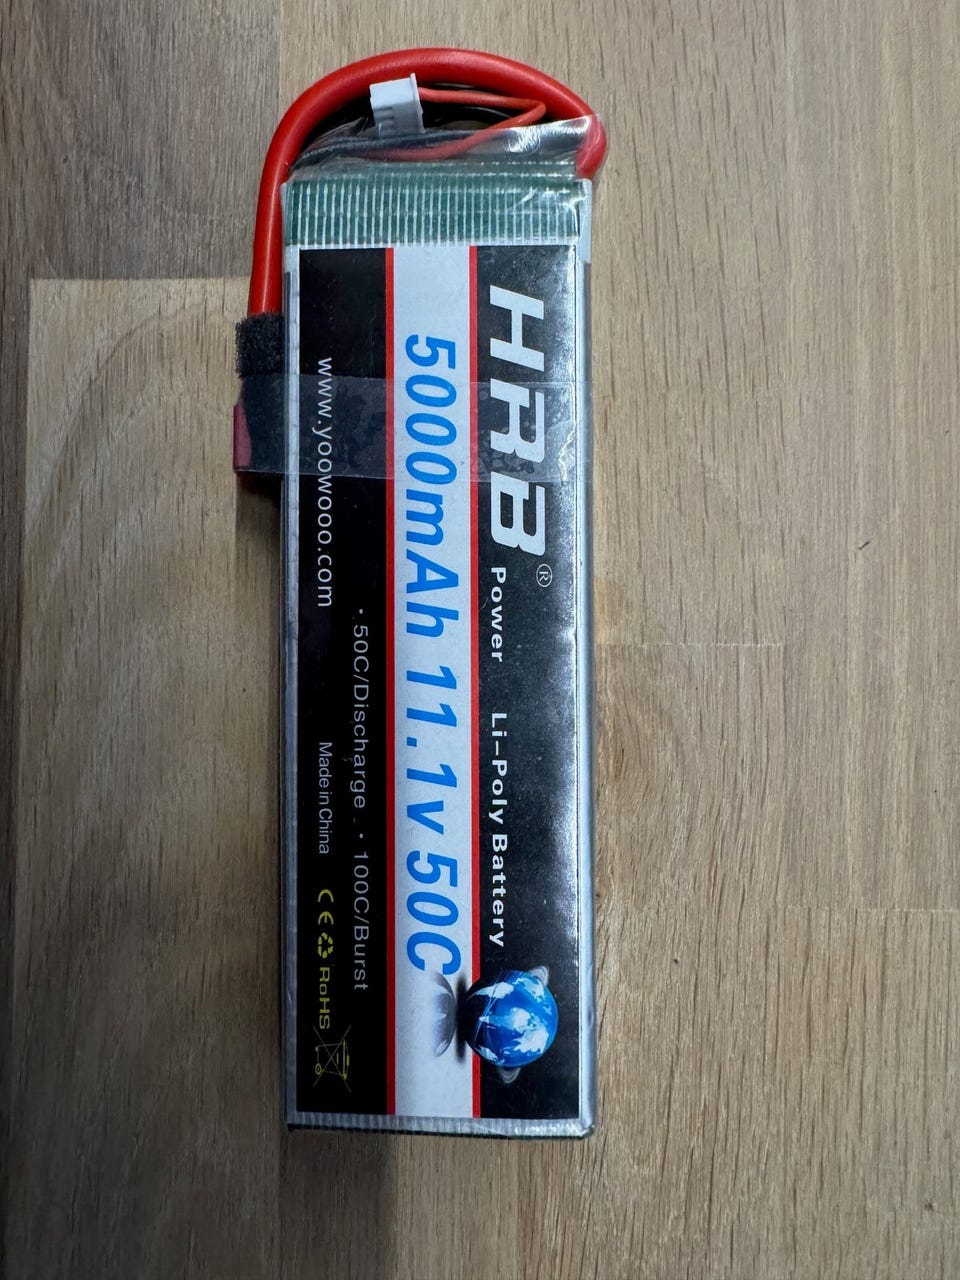 HRB® Power Li-Poly Battery
5000mAh 11.1v 50C
• 50C/Discharge • 100C/Burst
www.yoowooo.com Made in China CE RoHS